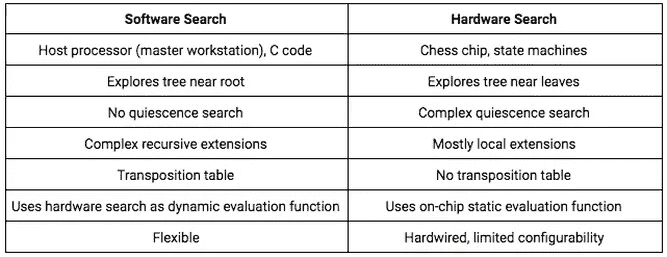 Software Search Hardware Search
Host processor (master workstation), C code Chess chip, state machines
Explores tree near root Explores tree near leaves
No quiescence search Complex quiescence search
Complex recursive extensions Mostly local extensions
Transposition table No transposition table
Uses hardware search as dynamic evaluation function Uses on-chip static evaluation function
Flexible Hardwired, limited configurability